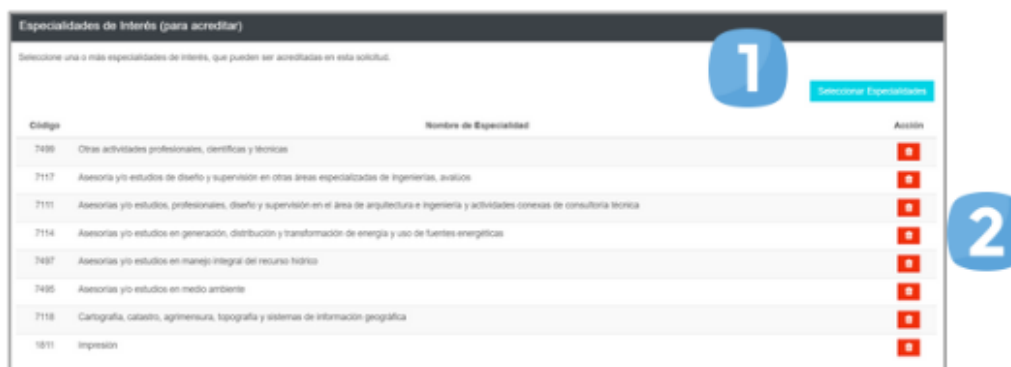 Especialidades de Interés (para acreditar)
Seleccione una o más especialidades de interés, que pueden ser acreditadas en esta solicitud.
1
Seleccionar Especialidades
Código Nombre de Especialidad Acción
7499 Otras actividades profesionales, científicas y técnicas
7117 Asesoría y/o estudios de diseño y supervisión en otras áreas especializadas de Ingenierías, avalúos
7111 Asesorías y/o estudios, profesionales, diseño y supervisión en el área de arquitectura e ingeniería y actividades conexas de consultoría técnica
2
7114 Asesorías y/o estudios en generación, distribución y transformación de energía y uso de fuentes energéticas
7497 Asesorías y/o estudios en manejo integral del recurso hídrico
7495 Asesorías y/o estudios en medio ambiente
7118 Cartografía, catastro, agrimensura, topografía y sistemas de información geográfica
1811 Impresión